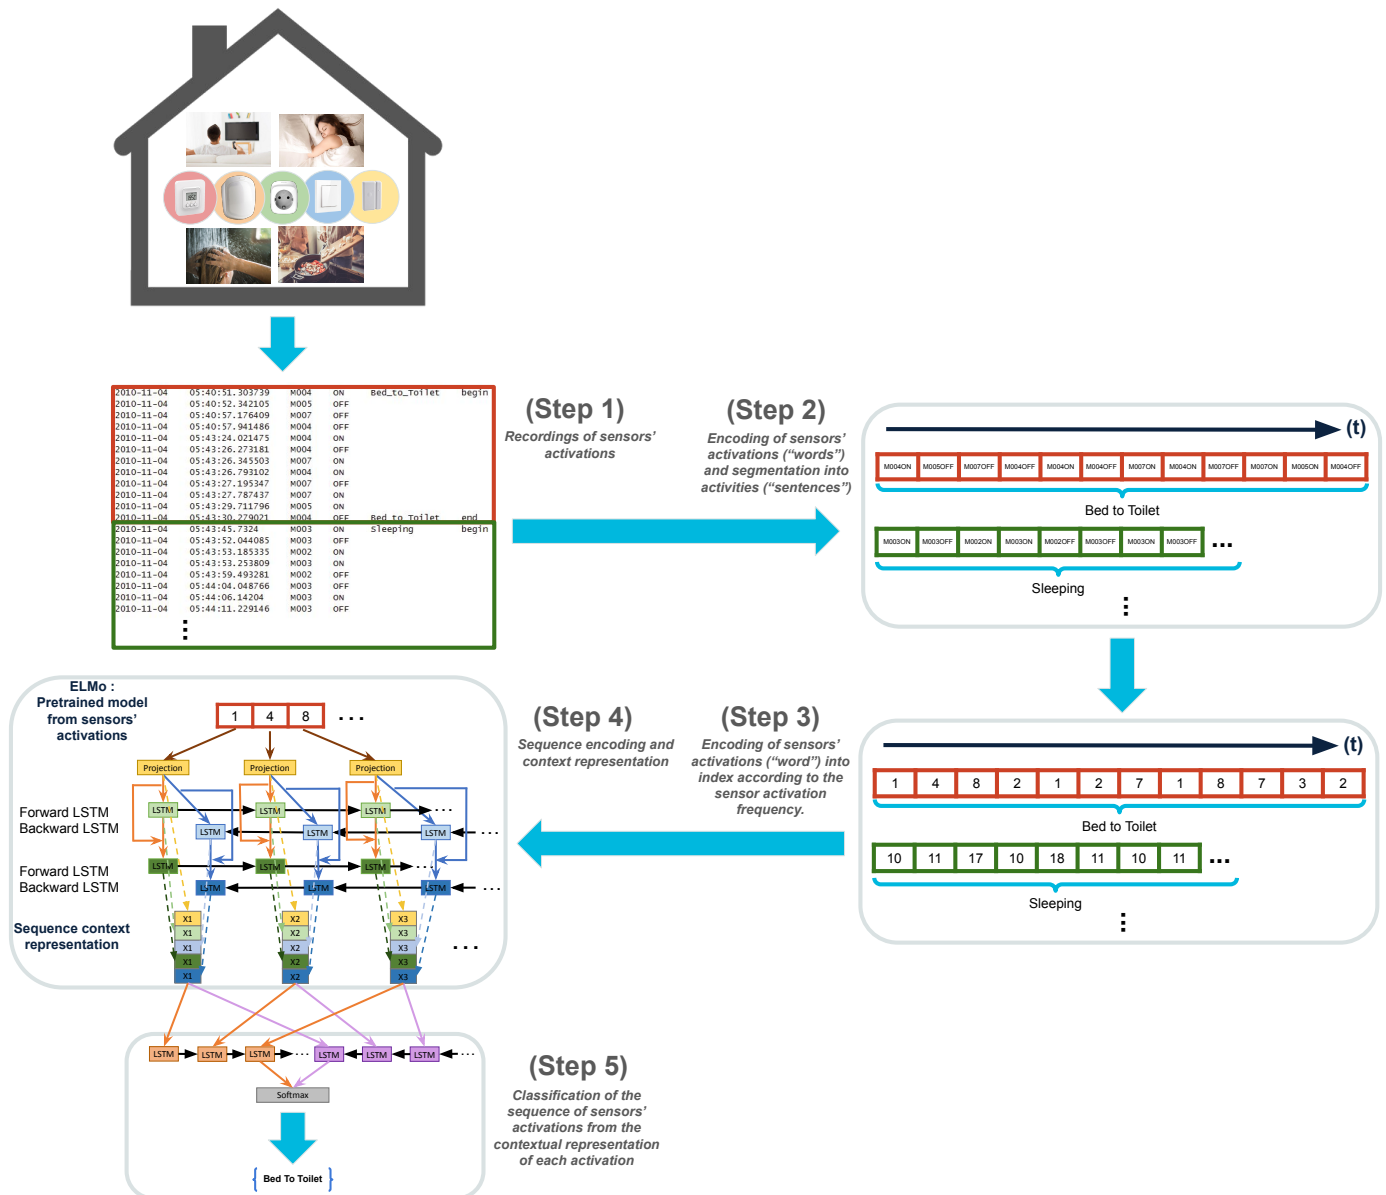 2010-11-04 05:40:51.303739 M004 ON Bed_to_Toilet begin
2010-11-04 05:40:52.342105 M005 OFF
2010-11-04 05:40:57.176409 M007 OFF
2010-11-04 05:40:57.941486 M004 OFF
2010-11-04 05:43:24.021475 M004 ON
2010-11-04 05:43:26.273181 M004 OFF
2010-11-04 05:43:26.345503 M007 ON
2010-11-04 05:43:26.793102 M004 ON
2010-11-04 05:43:27.195347 M007 OFF
2010-11-04 05:43:27.787437 M007 ON
2010-11-04 05:43:29.711796 M005 ON
2010-11-04 05:43:30.279021 M004 OFF Bed_to_Toilet end
2010-11-04 05:43:45.7324 M003 ON Sleeping begin
2010-11-04 05:43:52.044085 M003 OFF
2010-11-04 05:43:53.185335 M002 ON
2010-11-04 05:43:53.253809 M003 ON
2010-11-04 05:43:59.493281 M002 OFF
2010-11-04 05:44:04.048766 M003 OFF
2010-11-04 05:44:06.14204 M003 ON
2010-11-04 05:44:11.229146 M003 OFF
(Step 1)
Recordings of sensors'
activations
(Step 2)
Encoding of sensors'
activations ("words")
and segmentation into
activities ("sentences")
(t)
M004ON M005OFF M007OFF M004OFF M004ON M004OFF M007ON M004ON M007OFF M007ON M005ON M004OFF
Bed to Toilet
M003ON M003OFF M002ON M003ON M002OFF M003OFF M003ON M003OFF ...
Sleeping
(Step 3)
Encoding of sensors'
activations ("word") into
index according to the
sensor activation
frequency.
(t)
1 4 8 2 1 2 7 1 8 7 3 2
Bed to Toilet
10 11 17 10 18 11 10 11 ...
Sleeping
(Step 4)
Sequence encoding and
context representation
ELMo :
Pretrained model
from sensors'
activations
1 4 8 ...
Projection Projection Projection
Forward LSTM
Backward LSTM
LSTM LSTM LSTM ...
LSTM LSTM LSTM ...
Forward LSTM
Backward LSTM
LSTM LSTM LSTM ...
LSTM LSTM LSTM ...
Sequence context
representation
X1 X2 X3
X1 X2 X3
X1 X2 X3
X1 X2 X3
X1 X2 X3
...
LSTM LSTM LSTM ... LSTM LSTM LSTM ...
Softmax
{ Bed To Toilet }
(Step 5)
Classification of the
sequence of sensors'
activations from the
contextual representation
of each activation